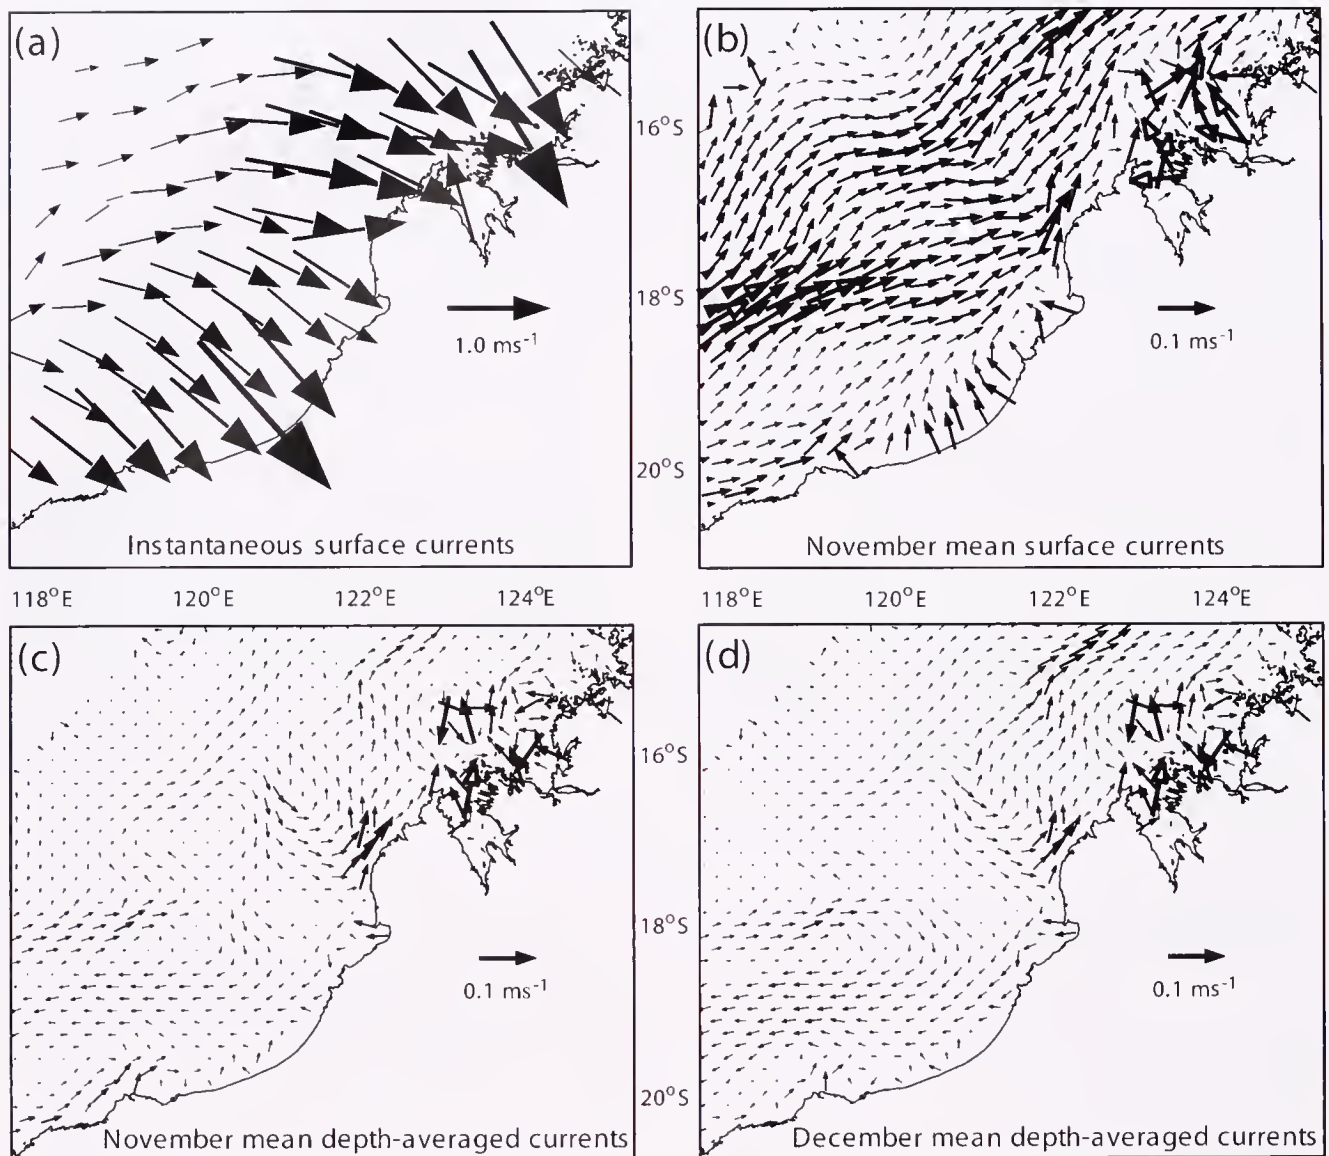 (a)
1.0 ms⁻¹
Instantaneous surface currents
16°S
18°S
20°S
(b)
0.1 ms⁻¹
November mean surface currents
118°E 120°E 122°E 124°E
118°E 120°E 122°E 124°E
(c)
0.1 ms⁻¹
November mean depth-averaged currents
16°S
18°S
20°S
(d)
0.1 ms⁻¹
December mean depth-averaged currents